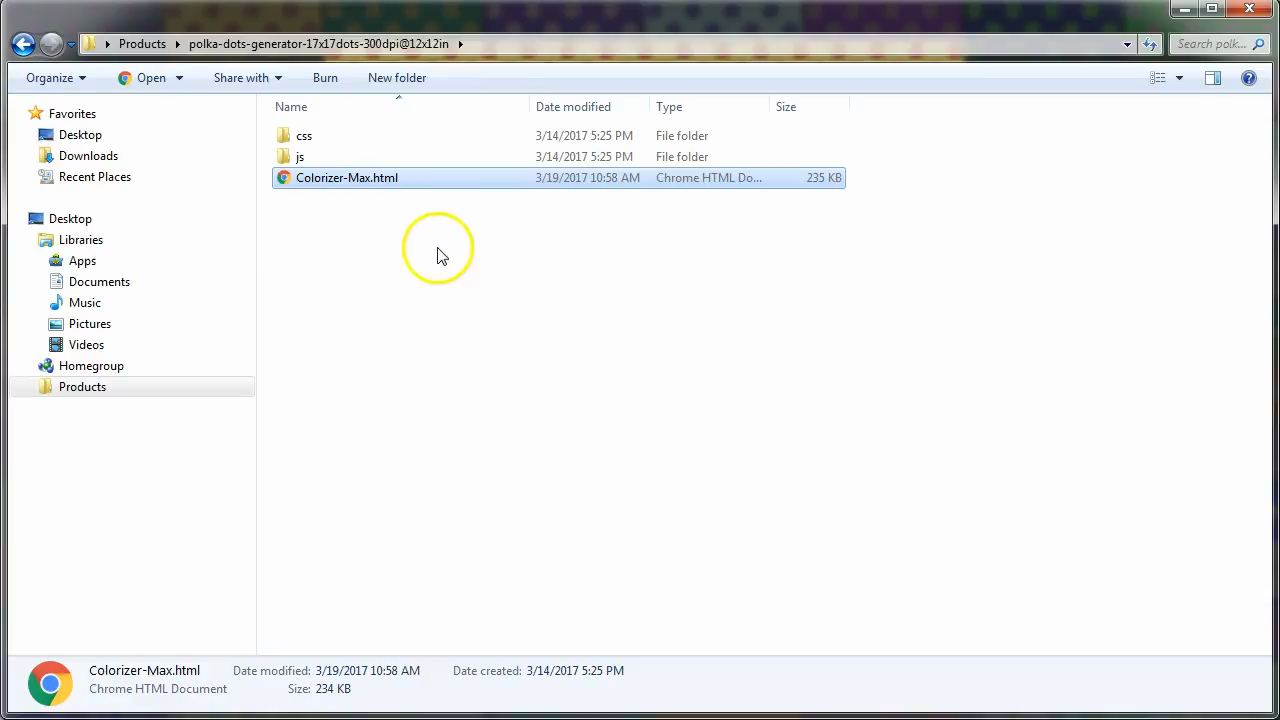 Products polka-dots-generator-17x17dots-300dpi@12x12in Search polk...
Organize Open Share with Burn New folder
Name Date modified Type Size
Favorites
Desktop
Downloads
Recent Places
Desktop
Libraries
Apps
Documents
Music
Pictures
Videos
Homegroup
Products
css 3/14/2017 5:25 PM File folder
js 3/14/2017 5:25 PM File folder
Colorizer-Max.html 3/19/2017 10:58 AM Chrome HTML Do... 235 KB
Colorizer-Max.html Date modified: 3/19/2017 10:58 AM Date created: 3/14/2017 5:25 PM
Chrome HTML Document Size: 234 KB